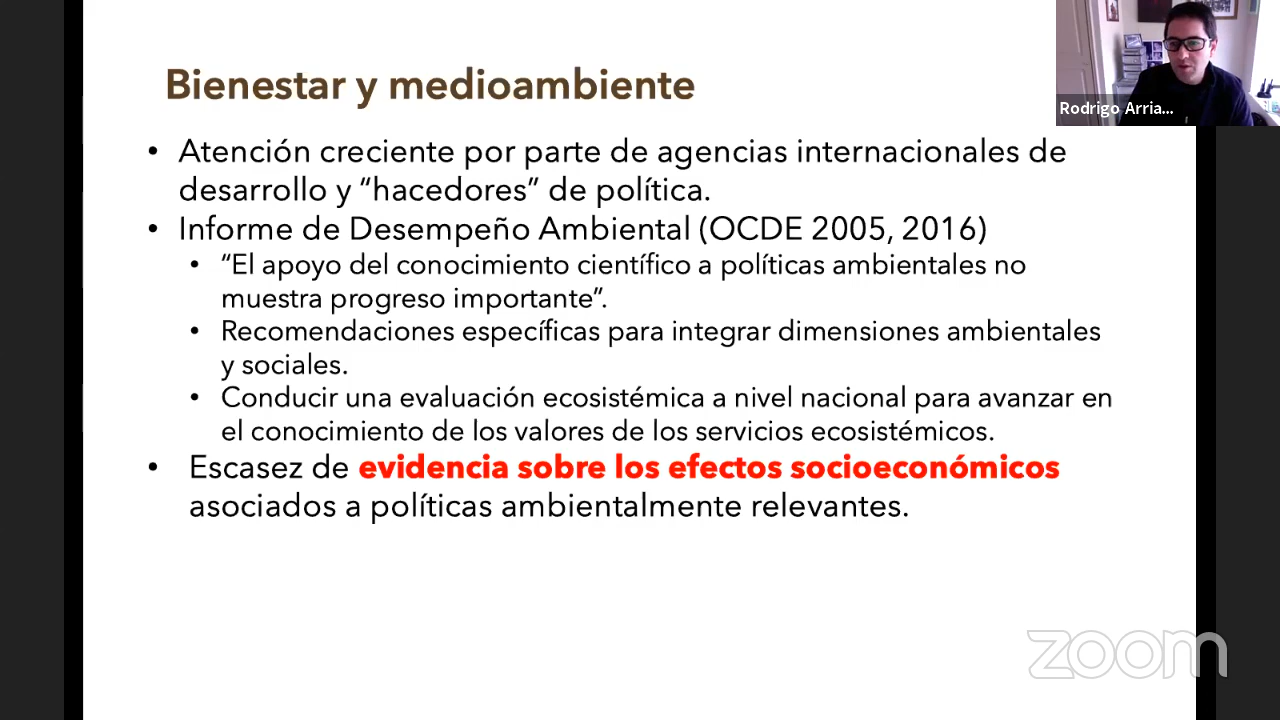 Bienestar y medioambiente
Rodrigo Arria...
• Atención creciente por parte de agencias internacionales de
desarrollo y “hacedores” de política.
• Informe de Desempeño Ambiental (OCDE 2005, 2016)
• “El apoyo del conocimiento científico a políticas ambientales no
muestra progreso importante”.
• Recomendaciones específicas para integrar dimensiones ambientales
y sociales.
• Conducir una evaluación ecosistémica a nivel nacional para avanzar en
el conocimiento de los valores de los servicios ecosistémicos.
• Escasez de evidencia sobre los efectos socioeconómicos
asociados a políticas ambientalmente relevantes.
zoom